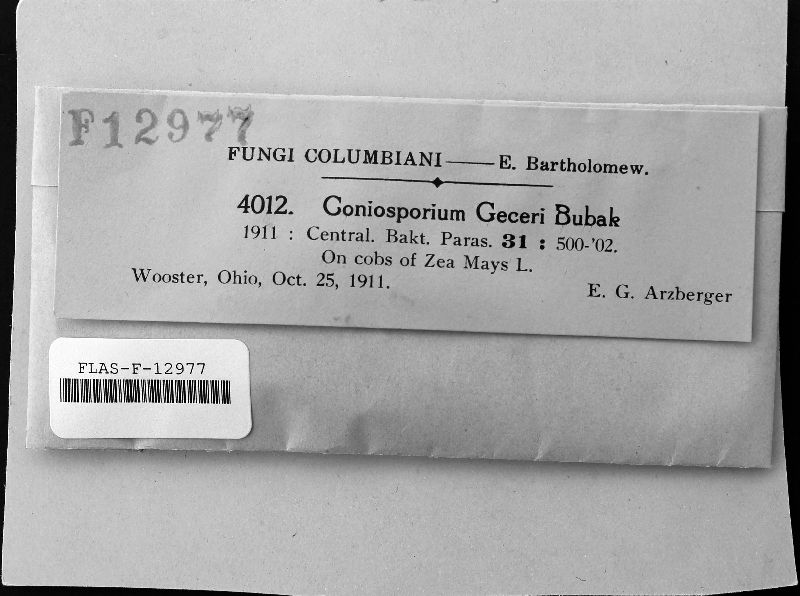 F12977
FUNGI COLUMBIANI——E. Bartholomew.
4012. Coniosporium Geceri Bubak
1911 : Central. Bakt. Paras. 31 : 500-'02.
On cobs of Zea Mays L.
Wooster, Ohio, Oct. 25, 1911. E. G. Arzberger
FLAS-F-12977